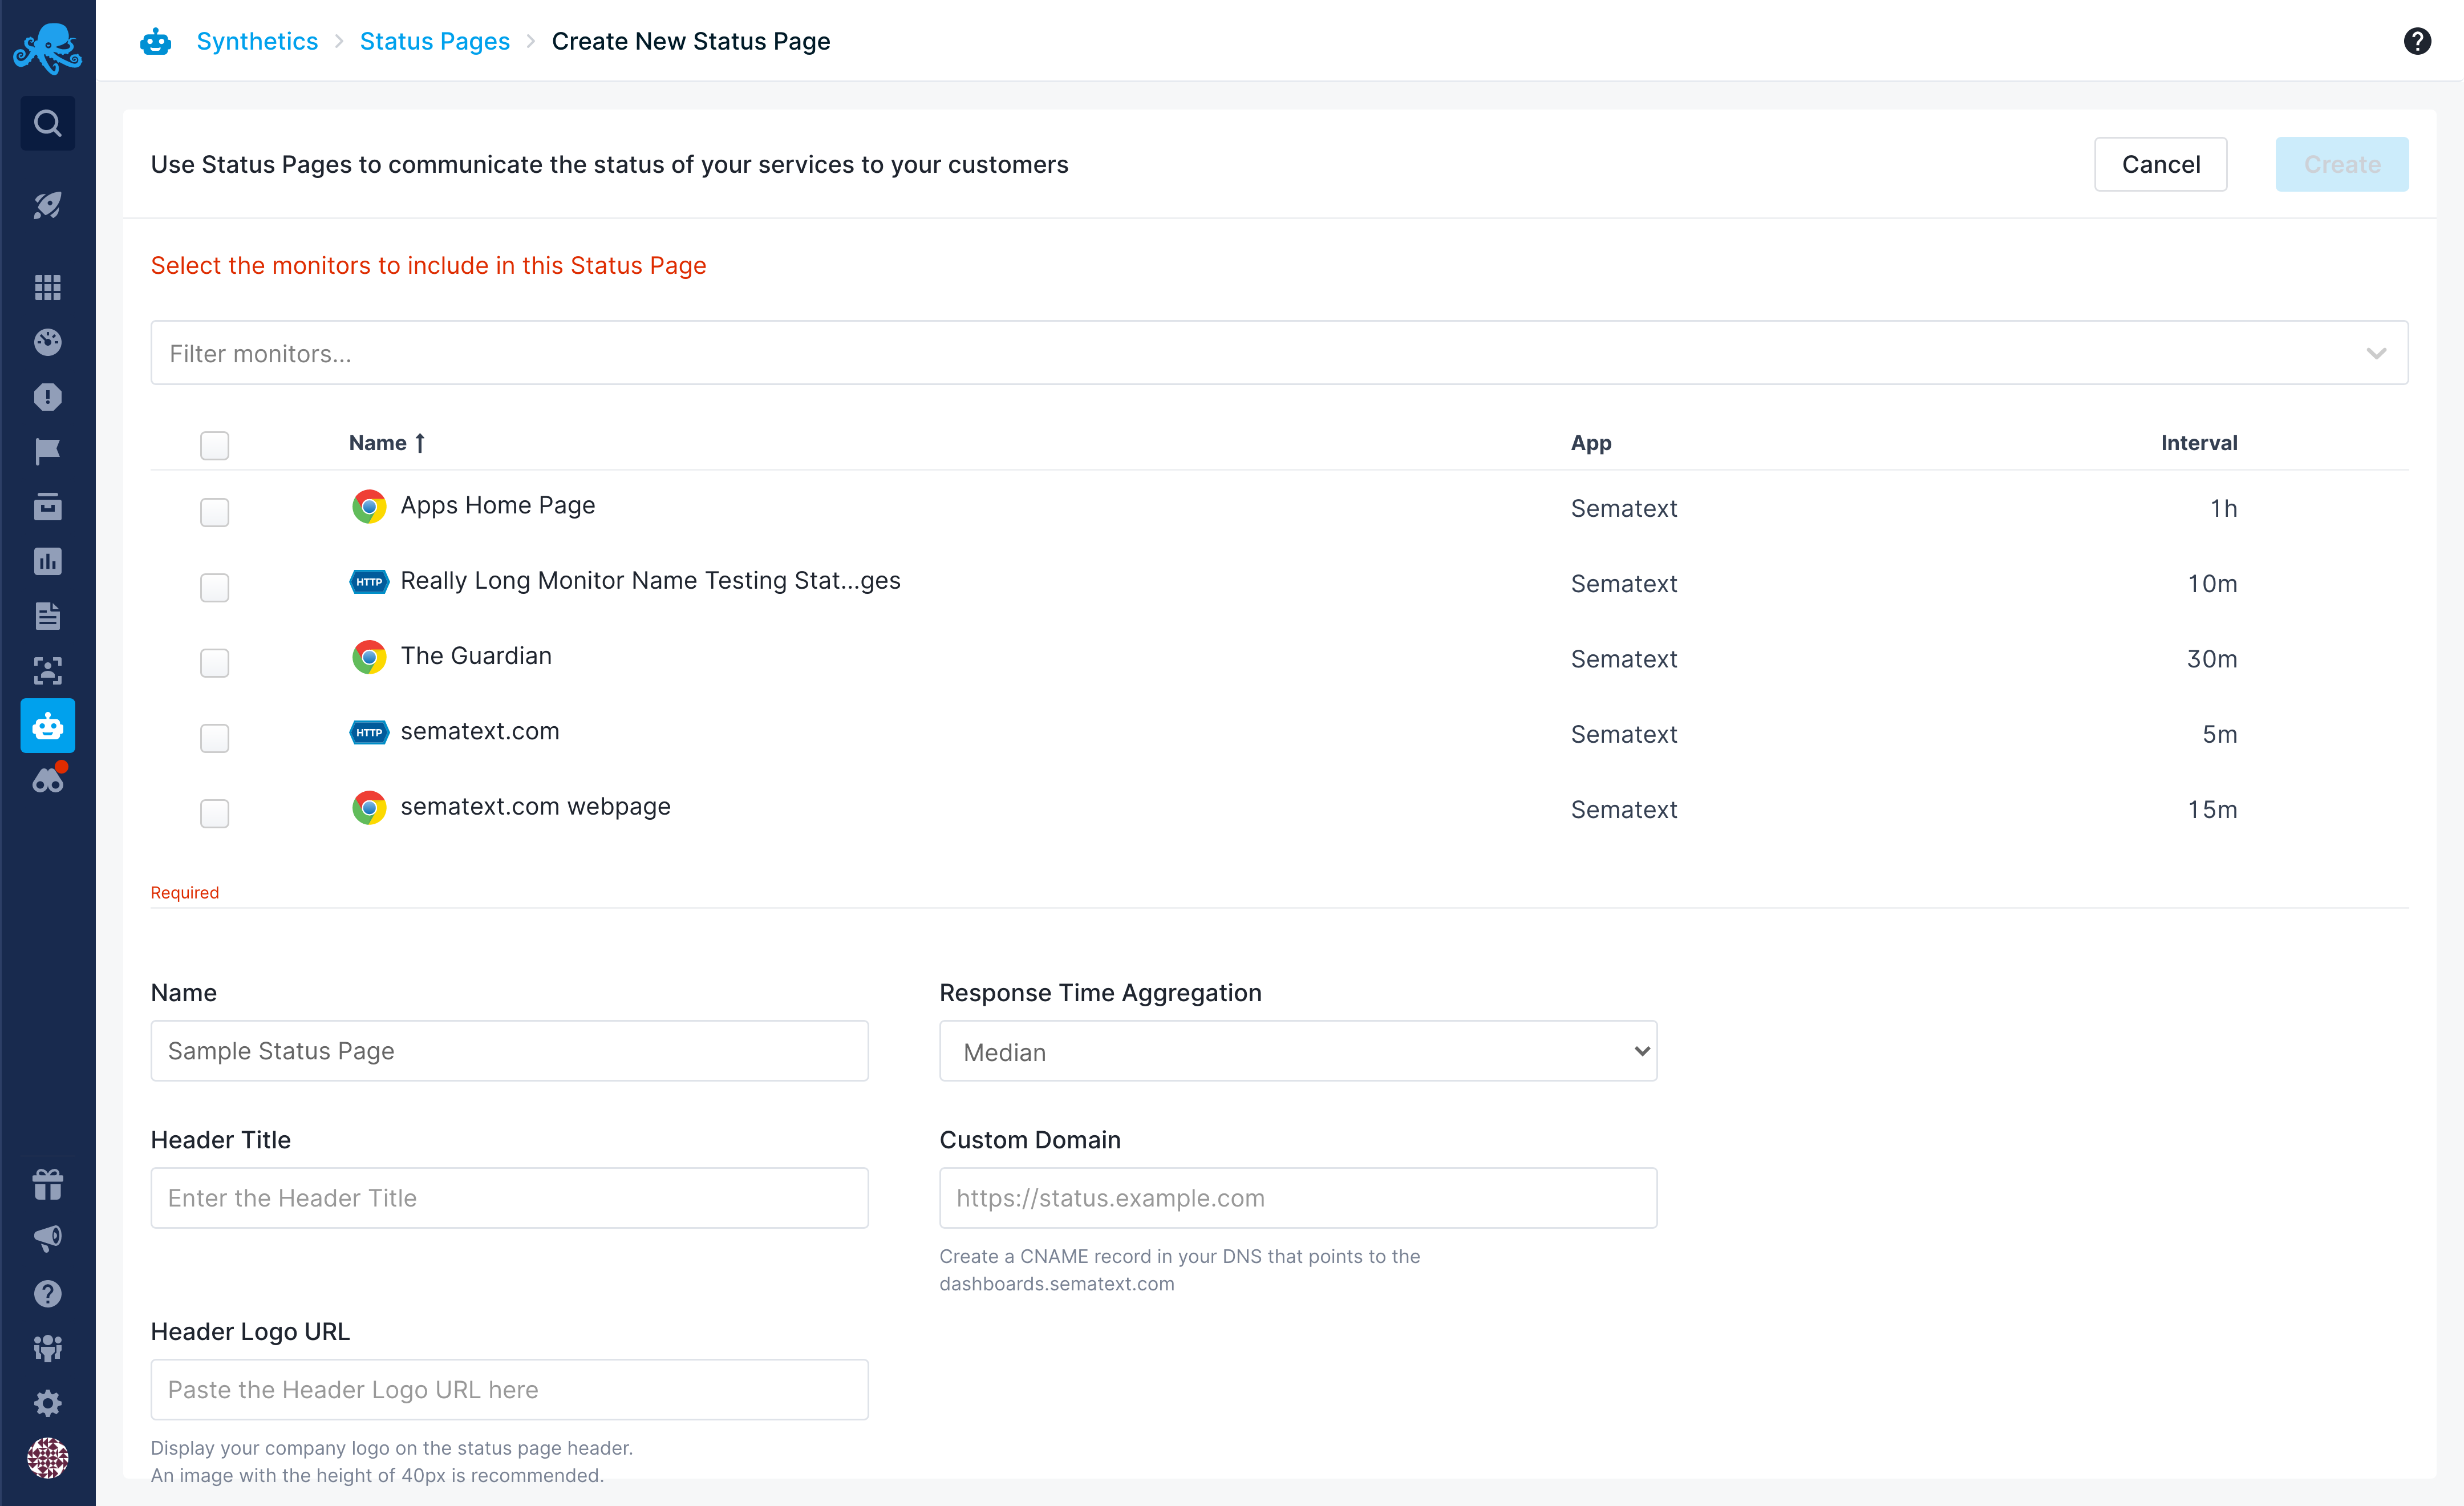 Synthetics > Status Pages > Create New Status Page
Use Status Pages to communicate the status of your services to your customers
Cancel
Create
Select the monitors to include in this Status Page
Filter monitors...
Name ↑ App Interval
Apps Home Page Sematext 1h
HTTP Really Long Monitor Name Testing Stat...ges Sematext 10m
The Guardian Sematext 30m
HTTP sematext.com Sematext 5m
sematext.com webpage Sematext 15m
Required
Name
Sample Status Page
Response Time Aggregation
Median
Header Title
Enter the Header Title
Custom Domain
https://status.example.com
Create a CNAME record in your DNS that points to the
dashboards.sematext.com
Header Logo URL
Paste the Header Logo URL here
Display your company logo on the status page header.
An image with the height of 40px is recommended.